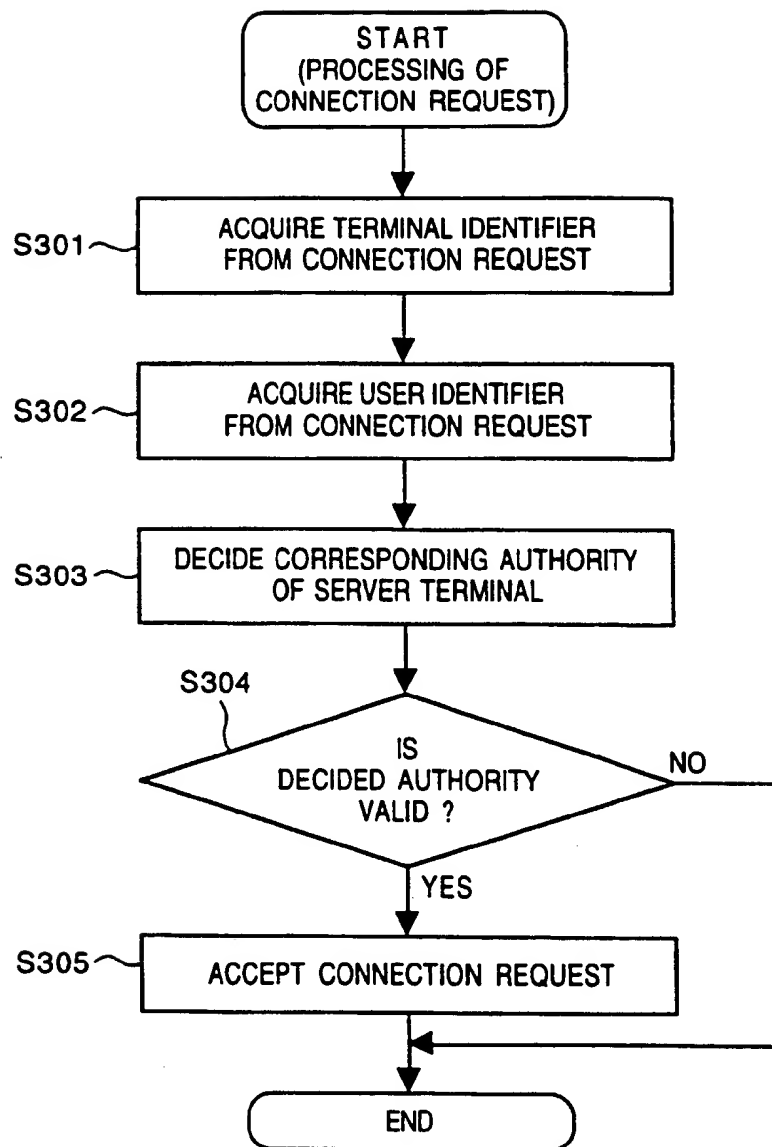 START
(PROCESSING OF
CONNECTION REQUEST)
S301
ACQUIRE TERMINAL IDENTIFIER
FROM CONNECTION REQUEST
S302
ACQUIRE USER IDENTIFIER
FROM CONNECTION REQUEST
S303
DECIDE CORRESPONDING AUTHORITY
OF SERVER TERMINAL
S304
IS
DECIDED AUTHORITY
VALID ?
NO
YES
S305
ACCEPT CONNECTION REQUEST
END